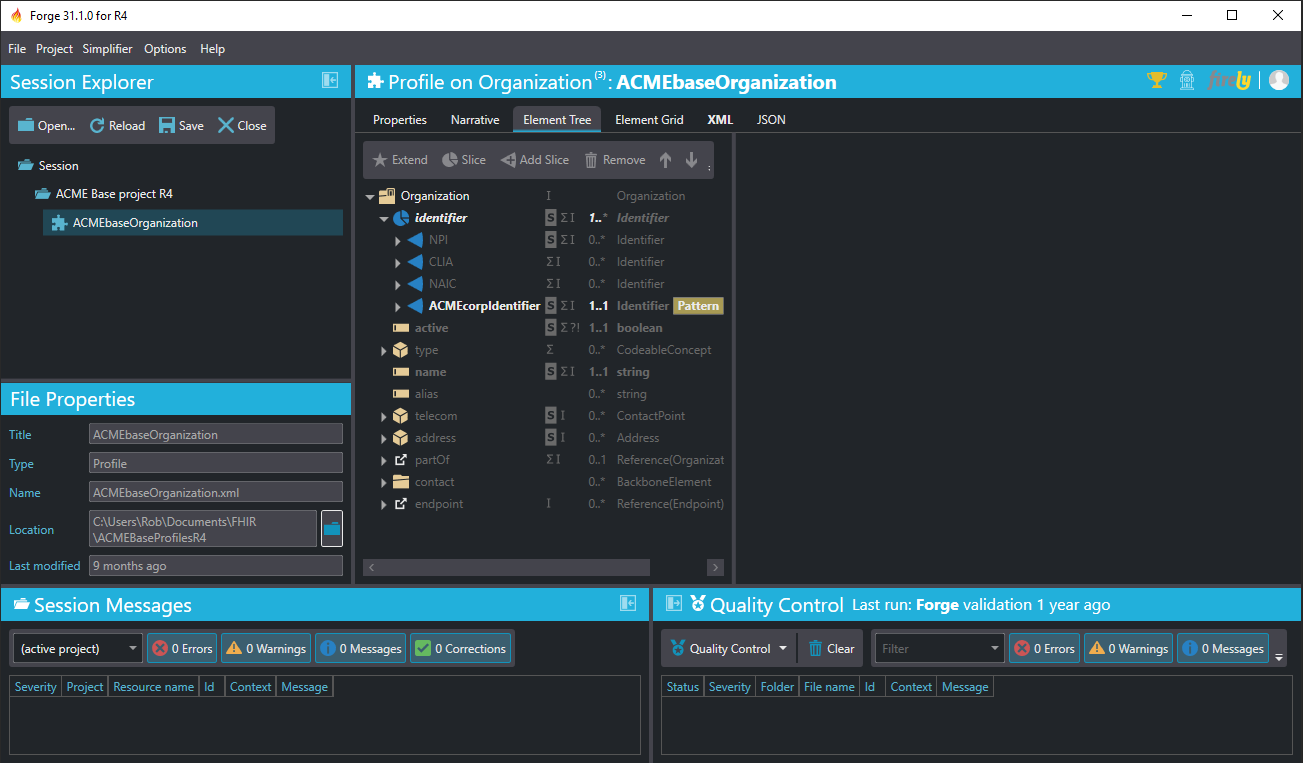 Forge 31.1.0 for R4
File Project Simplifier Options Help
Session Explorer
Open... Reload Save Close
Session
ACME Base project R4
ACMEbaseOrganization
File Properties
Title ACMEbaseOrganization
Type Profile
Name ACMEbaseOrganization.xml
Location C:\Users\Rob\Documents\FHIR
\ACMEBaseProfilesR4
Last modified 9 months ago
Profile on Organization(3): ACMEbaseOrganization
firely
Properties Narrative Element Tree Element Grid XML JSON
Extend Slice Add Slice Remove
Organization I Organization
identifier S Σ I 1..* Identifier
NPI S Σ I 0..* Identifier
CLIA Σ I 0..* Identifier
NAIC Σ I 0..* Identifier
ACMEcorpIdentifier S Σ I 1..1 Identifier Pattern
active S Σ ?! 1..1 boolean
type Σ 0..* CodeableConcept
name S Σ I 1..1 string
alias 0..* string
telecom S I 0..* ContactPoint
address S I 0..* Address
partOf Σ I 0..1 Reference(Organizat
contact 0..* BackboneElement
endpoint I 0..* Reference(Endpoint)
Session Messages
(active project) 0 Errors 0 Warnings 0 Messages 0 Corrections
Severity Project Resource name Id Context Message
Quality Control Last run: Forge validation 1 year ago
Quality Control Clear Filter 0 Errors 0 Warnings 0 Messages
Status Severity Folder File name Id Context Message